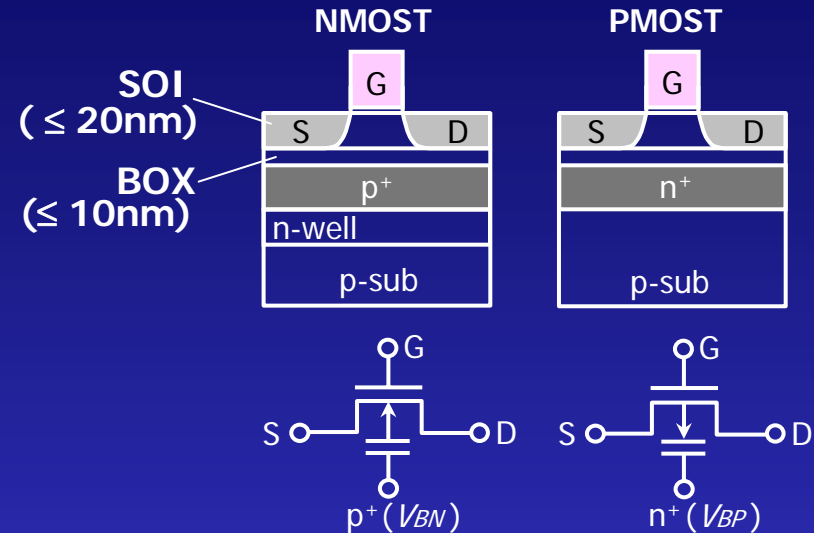 NMOST
PMOST
SOI
( ≤ 20nm)
BOX
(≤ 10nm)
G
S
D
p⁺
n-well
p-sub
G
S
D
n⁺
p-sub
G
S
D
p⁺(VBN)
G
S
D
n⁺(VBP)